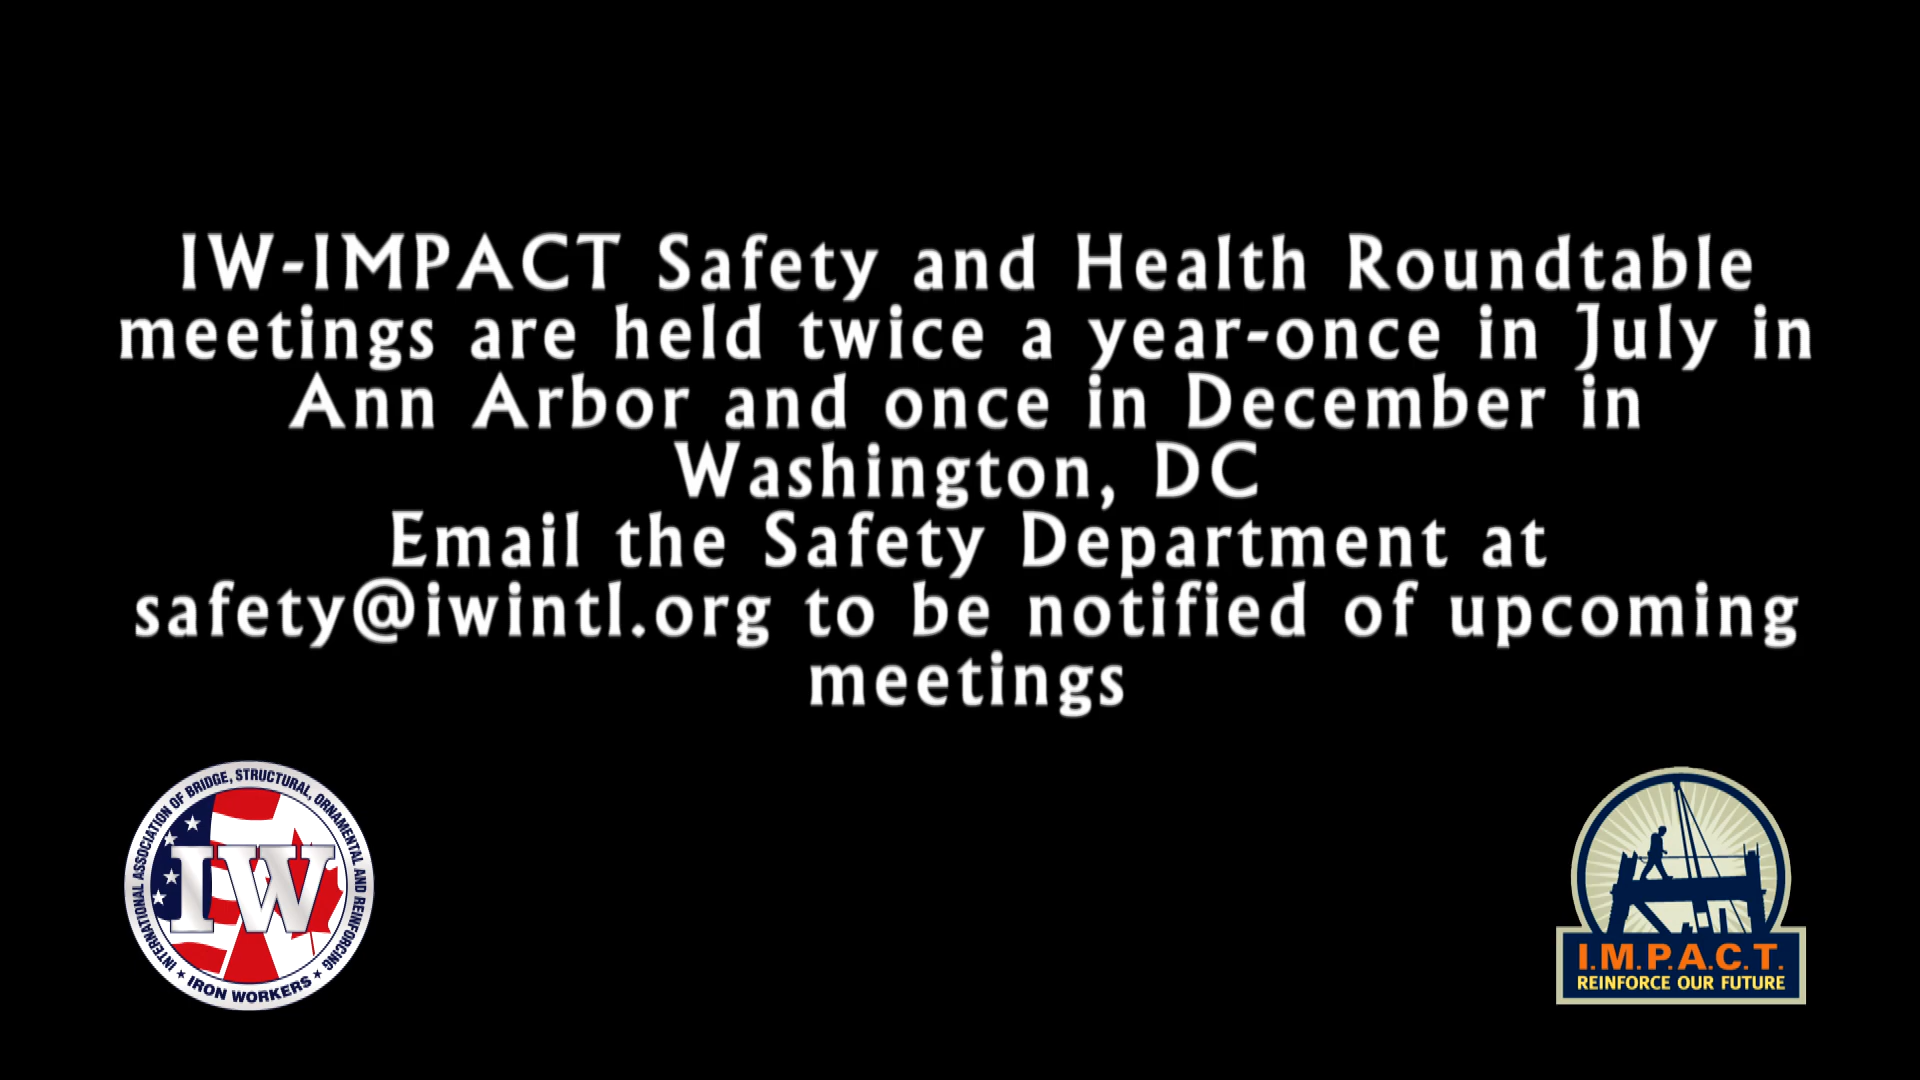 IW-IMPACT Safety and Health Roundtable
meetings are held twice a year-once in July in
Ann Arbor and once in December in
Washington, DC
Email the Safety Department at
safety@iwintl.org to be notified of upcoming
meetings
INTERNATIONAL ASSOCIATION OF BRIDGE, STRUCTURAL, ORNAMENTAL AND REINFORCING
IW
★ IRON WORKERS ★
I.M.P.A.C.T.
REINFORCE OUR FUTURE